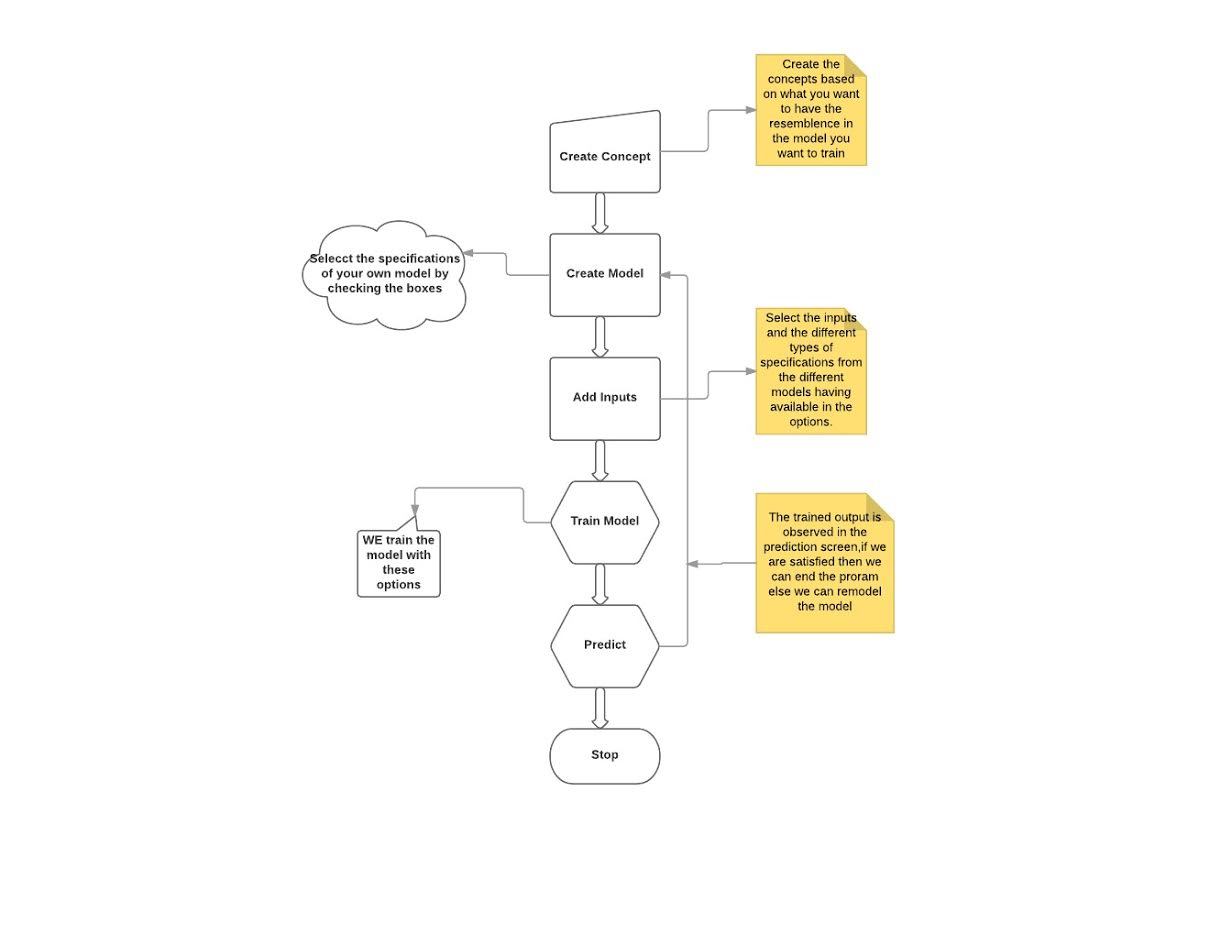 Create the
concepts based
on what you want
to have the
resemblence in
the model you
want to train
Create Concept
Selecct the specifications
of your own model by
checking the boxes
Create Model
Select the inputs
and the different
types of
specifications from
the different
models having
available in the
options.
Add Inputs
Train Model
WE train the
model with
these
options
The trained output is
observed in the
prediction screen,if we
are satisfied then we
can end the proram
else we can remodel
the model
Predict
Stop